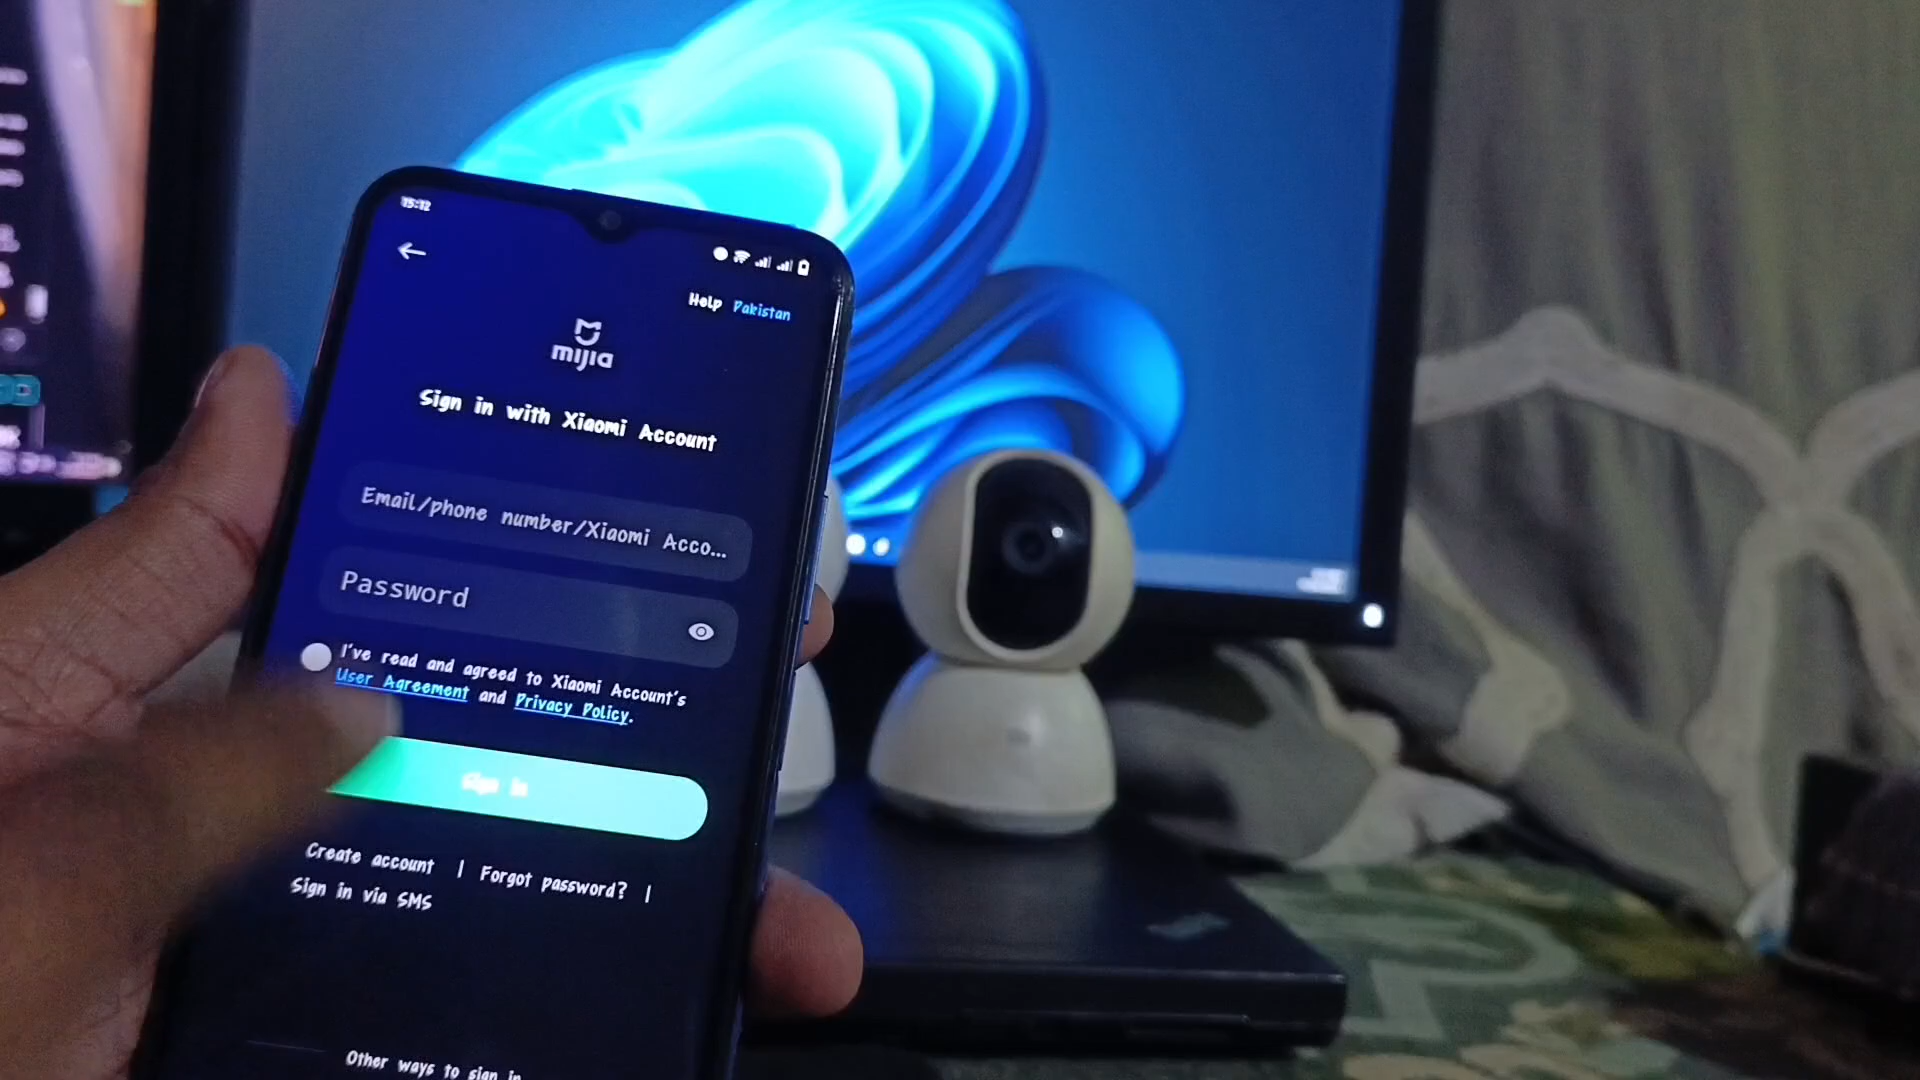 15:12
Help Pakistan
mijia
Sign in with Xiaomi Account
Email/phone number/Xiaomi Acco...
Password
I've read and agreed to Xiaomi Account's
User Agreement and Privacy Policy.
Sign in
Create account | Forgot password? |
Sign in via SMS
Other ways to sign in